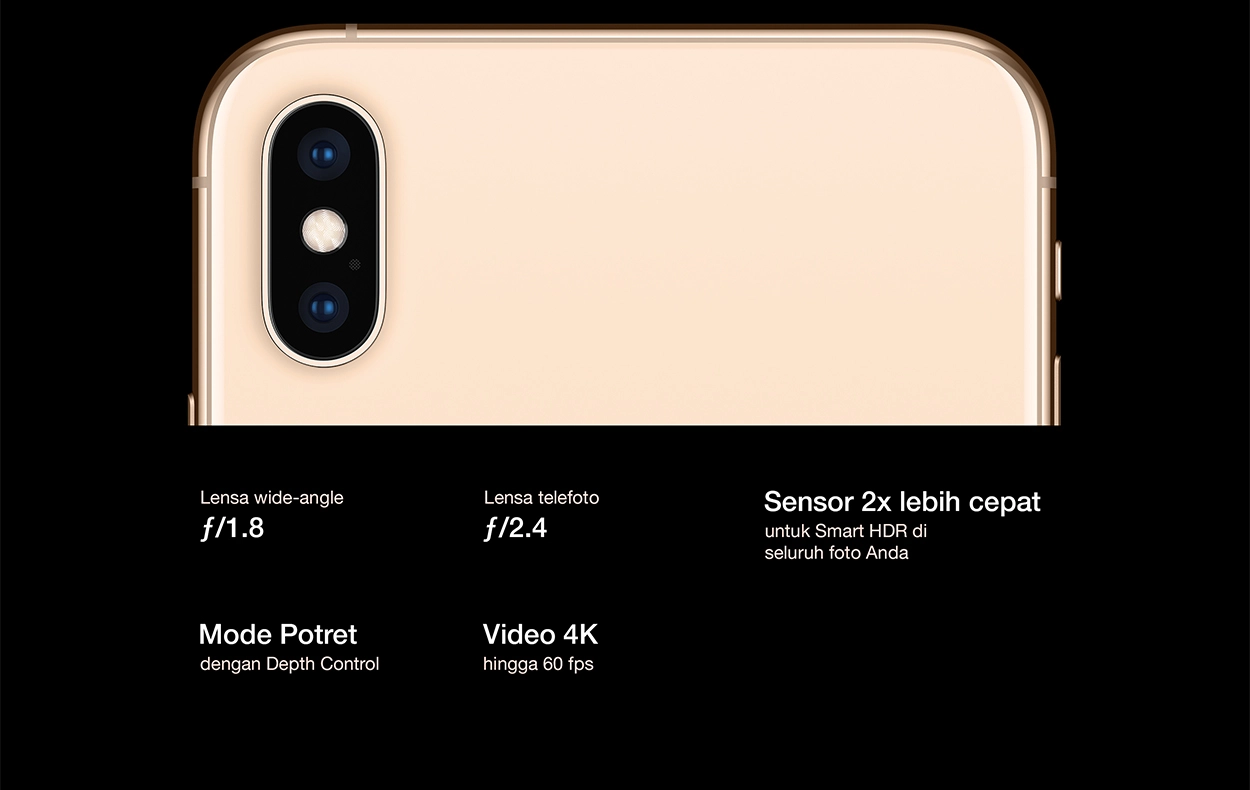 Lensa wide-angle
ƒ/1.8
Lensa telefoto
ƒ/2.4
Sensor 2x lebih cepat
untuk Smart HDR di
seluruh foto Anda
Mode Potret
dengan Depth Control
Video 4K
hingga 60 fps